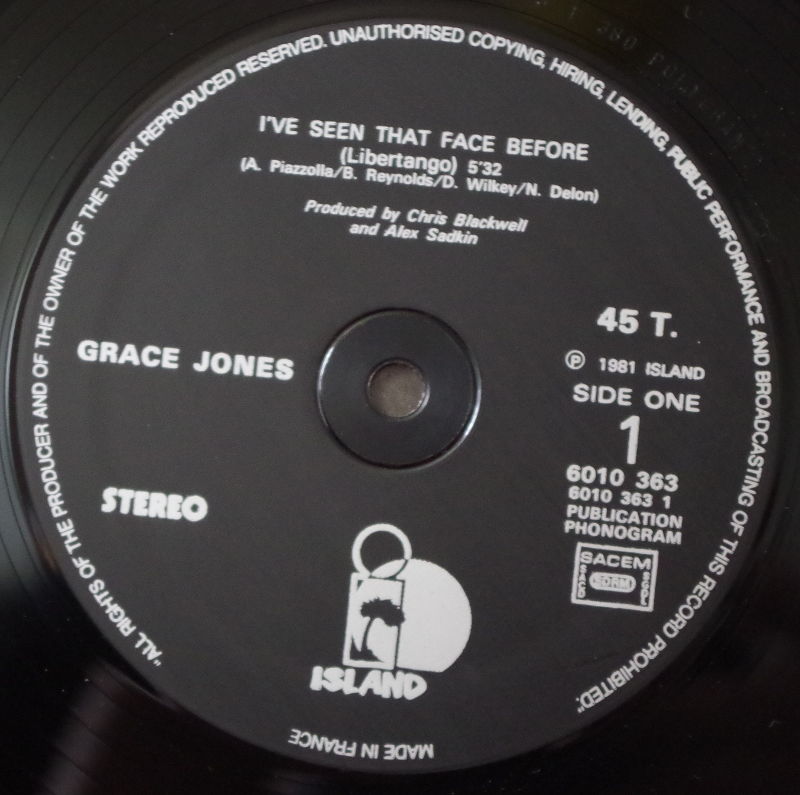 "ALL RIGHTS OF THE PRODUCER AND OF THE OWNER OF THE WORK REPRODUCED RESERVED. UNAUTHORISED COPYING, HIRING, LENDING, PUBLIC PERFORMANCE AND BROADCASTING OF THIS RECORD PROHIBITED."
I'VE SEEN THAT FACE BEFORE
(Libertango) 5'32
(A. Piazzolla/B. Reynolds/D. Wilkey/N. Delon)
Produced by Chris Blackwell
and Alex Sadkin
GRACE JONES
STEREO
45 T.
Ⓟ 1981 ISLAND
SIDE ONE
1
6010 363
6010 363 1
PUBLICATION
PHONOGRAM
SACEM
SACD
SDRM
SGDL
ISLAND
MADE IN FRANCE